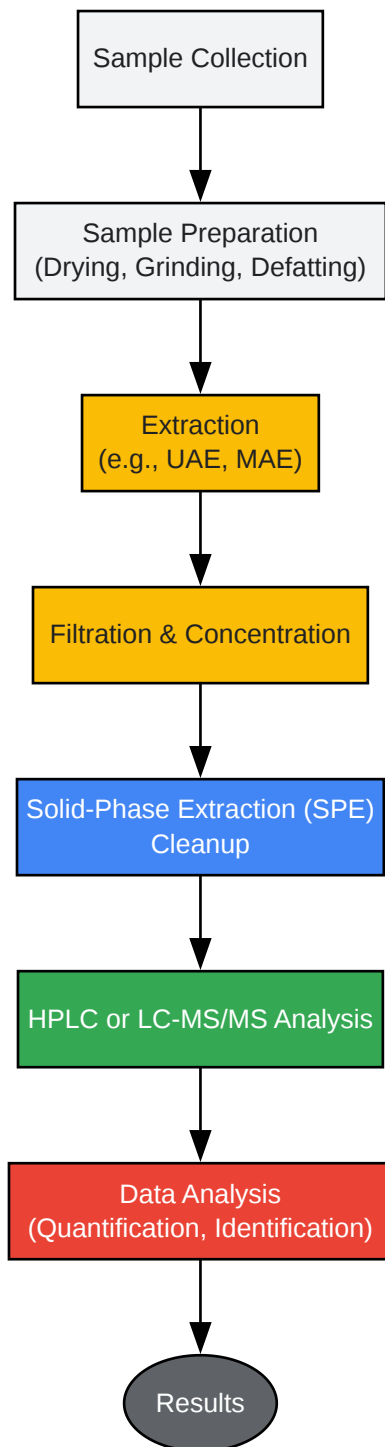 Sample Collection
Sample Preparation
(Drying, Grinding, Defatting)
Extraction
(e.g., UAE, MAE)
Filtration & Concentration
Solid-Phase Extraction (SPE)
Cleanup
HPLC or LC-MS/MS Analysis
Data Analysis
(Quantification, Identification)
Results